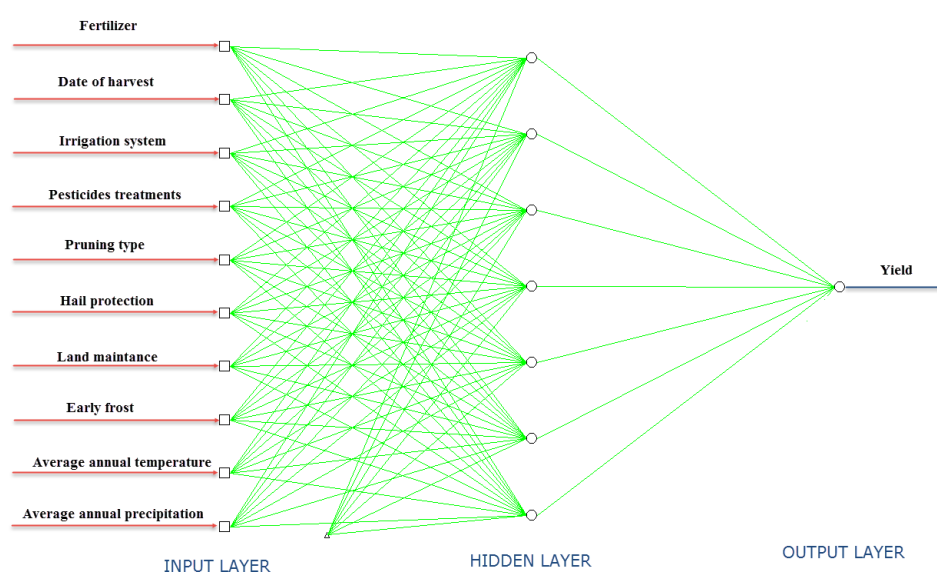 Fertilizer
Date of harvest
Irrigation system
Pesticides treatments
Pruning type
Hail protection
Land maintance
Early frost
Average annual temperature
Average annual precipitation
Yield
INPUT LAYER
HIDDEN LAYER
OUTPUT LAYER